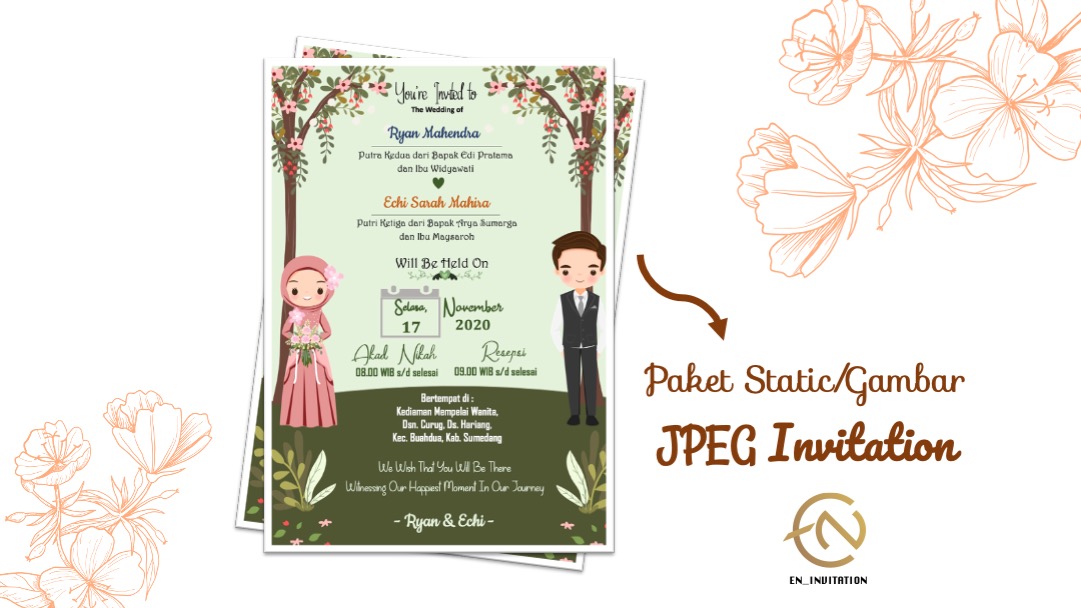 You're Invited to
The Wedding of
Ryan Mahendra
Putra Kedua dari Bapak Edi Pratama
dan Ibu Widyawati
Echi Sarah Mahira
Putri Ketiga dari Bapak Arya Sumarga
dan Ibu Maysaroh
Will Be Held On
Selasa, November
17 2020
Akad Nikah Resepsi
08.00 WIB s/d selesai 09.00 WIB s/d selesai
Bertempat di :
Kediaman Mempelai Wanita,
Dsn. Curug, Ds. Hariang,
Kec. Buahdua, Kab. Sumedang
We Wish That You Will Be There
Witnessing Our Happest Moment In Our Journey
- Ryan & Echi -
Paket Static/Gambar
JPEG Invitation
EN
EN_INVITATION